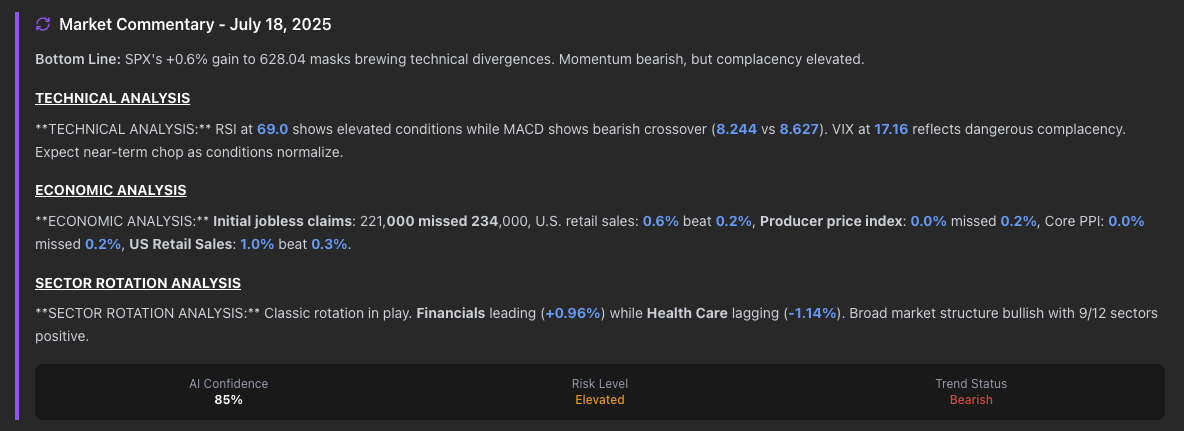 Market Commentary - July 18, 2025
Bottom Line: SPX's +0.6% gain to 628.04 masks brewing technical divergences. Momentum bearish, but complacency elevated.
TECHNICAL ANALYSIS
**TECHNICAL ANALYSIS:** RSI at 69.0 shows elevated conditions while MACD shows bearish crossover (8.244 vs 8.627). VIX at 17.16 reflects dangerous complacency.
Expect near-term chop as conditions normalize.
ECONOMIC ANALYSIS
**ECONOMIC ANALYSIS:** Initial jobless claims: 221,000 missed 234,000, U.S. retail sales: 0.6% beat 0.2%, Producer price index: 0.0% missed 0.2%, Core PPI: 0.0%
missed 0.2%, US Retail Sales: 1.0% beat 0.3%.
SECTOR ROTATION ANALYSIS
**SECTOR ROTATION ANALYSIS:** Classic rotation in play. Financials leading (+0.96%) while Health Care lagging (-1.14%). Broad market structure bullish with 9/12 sectors
positive.
AI Confidence Risk Level Trend Status
85% Elevated Bearish